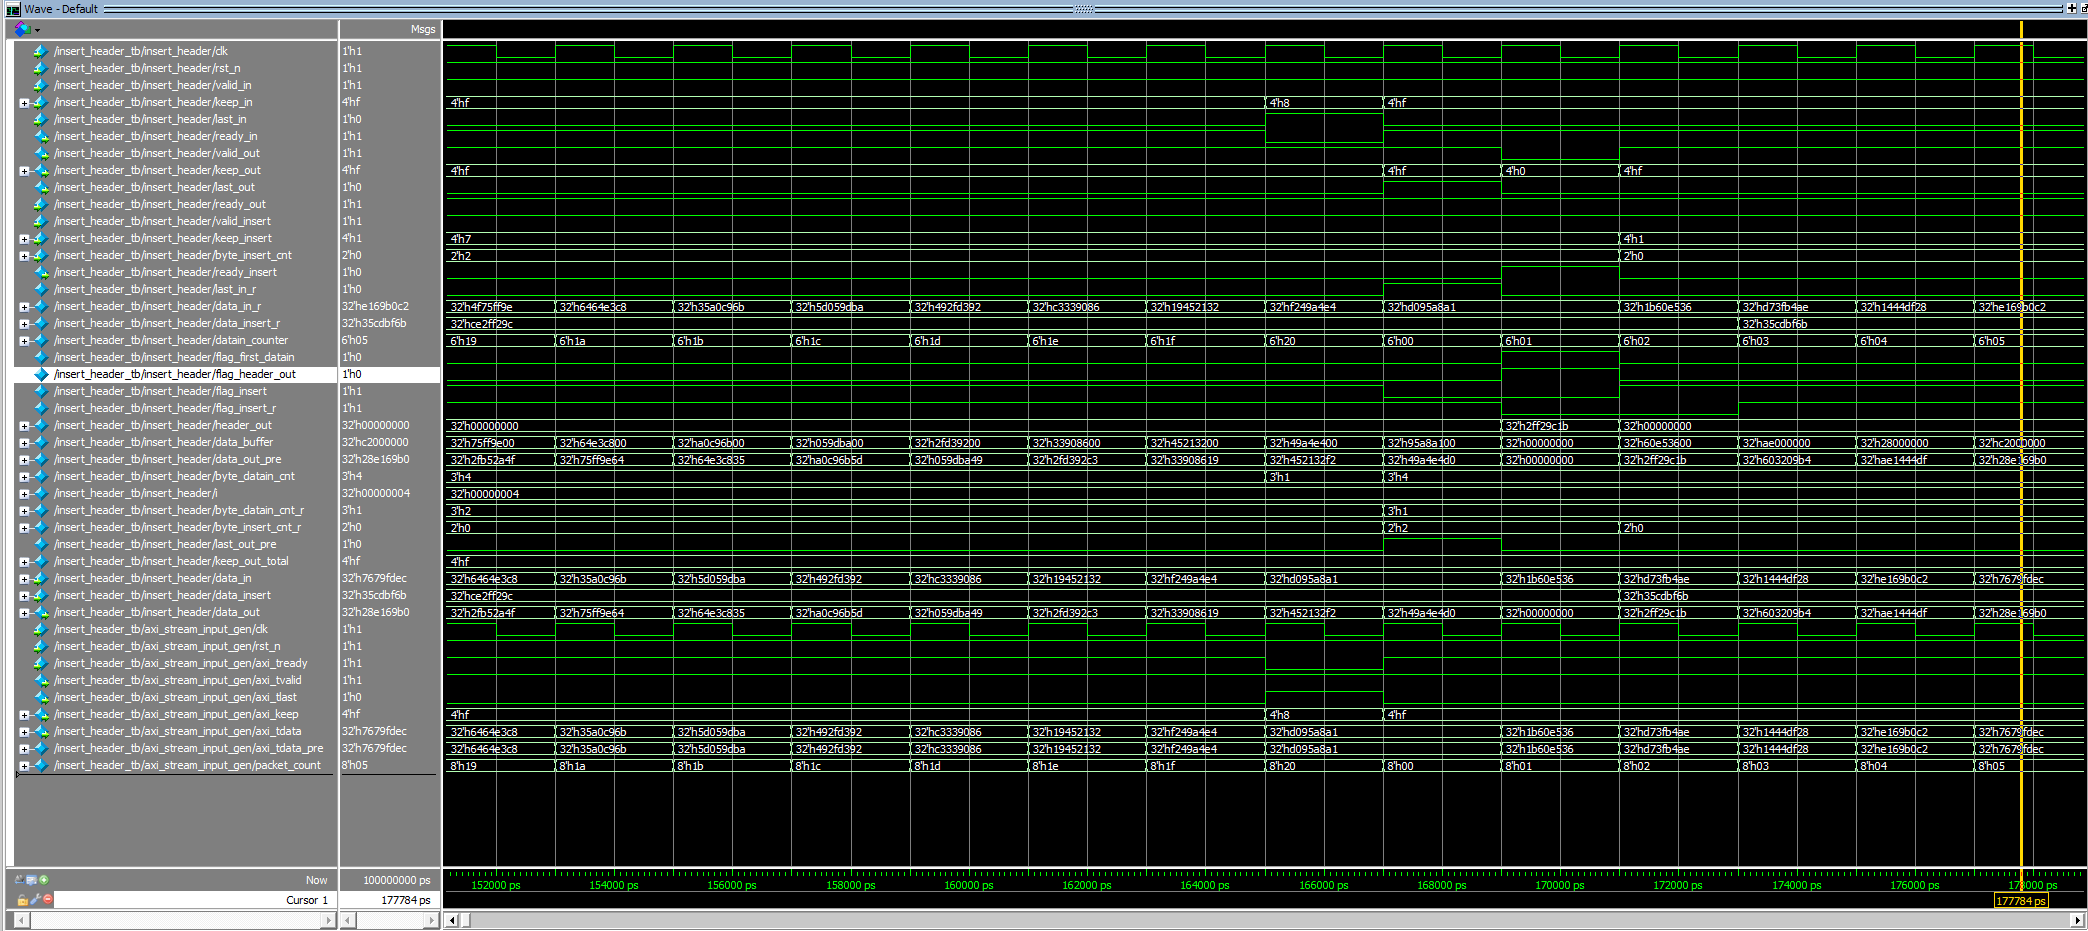 Wave - Default
Msgs
/insert_header_tb/insert_header/clk 1'h1
/insert_header_tb/insert_header/rst_n 1'h1
/insert_header_tb/insert_header/valid_in 1'h1
/insert_header_tb/insert_header/keep_in 4'hf 4'hf 4'h8 4'hf
/insert_header_tb/insert_header/last_in 1'h0
/insert_header_tb/insert_header/ready_in 1'h1
/insert_header_tb/insert_header/valid_out 1'h1
/insert_header_tb/insert_header/keep_out 4'hf 4'hf 4'hf 4'h0 4'hf
/insert_header_tb/insert_header/last_out 1'h0
/insert_header_tb/insert_header/ready_out 1'h1
/insert_header_tb/insert_header/valid_insert 1'h1
/insert_header_tb/insert_header/keep_insert 4'h1 4'h7 4'h1
/insert_header_tb/insert_header/byte_insert_cnt 2'h0 2'h2 2'h0
/insert_header_tb/insert_header/ready_insert 1'h0
/insert_header_tb/insert_header/last_in_r 1'h0
/insert_header_tb/insert_header/data_in_r 32'he169b0c2 32'h4f75ff9e 32'h6464e3c8 32'h35a0c96b 32'h5d059dba 32'h492fd392 32'hc3339086 32'h19452132 32'hf249a4e4 32'hd095a8a1 32'h1b60e536 32'hd73fb4ae 32'h1444df28 32'he169b0c2
/insert_header_tb/insert_header/data_insert_r 32'h35cdbf6b 32'hce2ff29c 32'h35cdbf6b
/insert_header_tb/insert_header/datain_counter 6'h05 6'h19 6'h1a 6'h1b 6'h1c 6'h1d 6'h1e 6'h1f 6'h20 6'h00 6'h01 6'h02 6'h03 6'h04 6'h05
/insert_header_tb/insert_header/flag_first_datain 1'h0
/insert_header_tb/insert_header/flag_header_out 1'h0
/insert_header_tb/insert_header/flag_insert 1'h1
/insert_header_tb/insert_header/flag_insert_r 1'h1
/insert_header_tb/insert_header/header_out 32'h00000000 32'h00000000 32'h2ff29c1b 32'h00000000
/insert_header_tb/insert_header/data_buffer 32'hc2000000 32'h75ff9e00 32'h64e3c800 32'ha0c96b00 32'h059dba00 32'h2fd39200 32'h33908600 32'h45213200 32'h49a4e400 32'h95a8a100 32'h00000000 32'h60e53600 32'hae000000 32'h28000000 32'hc2000000
/insert_header_tb/insert_header/data_out_pre 32'h28e169b0 32'h2fb52a4f 32'h75ff9e64 32'h64e3c835 32'ha0c96b5d 32'h059dba49 32'h2fd392c3 32'h33908619 32'h452132f2 32'h49a4e4d0 32'h00000000 32'h2ff29c1b 32'h603209b4 32'hae1444df 32'h28e169b0
/insert_header_tb/insert_header/byte_datain_cnt 3'h4 3'h4 3'h1 3'h4
/insert_header_tb/insert_header/i 32'h00000004 32'h00000004
/insert_header_tb/insert_header/byte_datain_cnt_r 3'h1 3'h2 3'h1
/insert_header_tb/insert_header/byte_insert_cnt_r 2'h0 2'h0 2'h2 2'h0
/insert_header_tb/insert_header/last_out_pre 1'h0
/insert_header_tb/insert_header/keep_out_total 4'hf 4'hf
/insert_header_tb/insert_header/data_in 32'h7679fdec 32'h6464e3c8 32'h35a0c96b 32'h5d059dba 32'h492fd392 32'hc3339086 32'h19452132 32'hf249a4e4 32'hd095a8a1 32'h1b60e536 32'hd73fb4ae 32'h1444df28 32'he169b0c2 32'h7679fdec
/insert_header_tb/insert_header/data_insert 32'h35cdbf6b 32'hce2ff29c 32'h35cdbf6b
/insert_header_tb/insert_header/data_out 32'h28e169b0 32'h2fb52a4f 32'h75ff9e64 32'h64e3c835 32'ha0c96b5d 32'h059dba49 32'h2fd392c3 32'h33908619 32'h452132f2 32'h49a4e4d0 32'h00000000 32'h2ff29c1b 32'h603209b4 32'hae1444df 32'h28e169b0
/insert_header_tb/axi_stream_input_gen/clk 1'h1
/insert_header_tb/axi_stream_input_gen/rst_n 1'h1
/insert_header_tb/axi_stream_input_gen/axi_tready 1'h1
/insert_header_tb/axi_stream_input_gen/axi_tvalid 1'h1
/insert_header_tb/axi_stream_input_gen/axi_tlast 1'h0
/insert_header_tb/axi_stream_input_gen/axi_keep 4'hf 4'hf 4'h8 4'hf
/insert_header_tb/axi_stream_input_gen/axi_tdata 32'h7679fdec 32'h6464e3c8 32'h35a0c96b 32'h5d059dba 32'h492fd392 32'hc3339086 32'h19452132 32'hf249a4e4 32'hd095a8a1 32'h1b60e536 32'hd73fb4ae 32'h1444df28 32'he169b0c2 32'h7679fdec
/insert_header_tb/axi_stream_input_gen/axi_tdata_pre 32'h7679fdec 32'h6464e3c8 32'h35a0c96b 32'h5d059dba 32'h492fd392 32'hc3339086 32'h19452132 32'hf249a4e4 32'hd095a8a1 32'h1b60e536 32'hd73fb4ae 32'h1444df28 32'he169b0c2 32'h7679fdec
/insert_header_tb/axi_stream_input_gen/packet_count 8'h05 8'h19 8'h1a 8'h1b 8'h1c 8'h1d 8'h1e 8'h1f 8'h20 8'h00 8'h01 8'h02 8'h03 8'h04 8'h05
Now 100000000 ps 152000 ps 154000 ps 156000 ps 158000 ps 160000 ps 162000 ps 164000 ps 166000 ps 168000 ps 170000 ps 172000 ps 174000 ps 176000 ps 178000 ps
Cursor 1 177784 ps 177784 ps